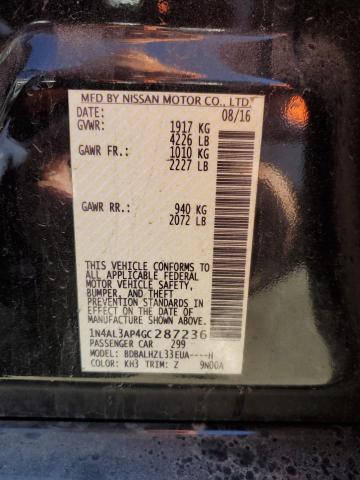 MFD BY NISSAN MOTOR CO., LTD.
DATE: 08/16
GVWR: 1917 KG
4226 LB
GAWR FR.: 1010 KG
2227 LB
GAWR RR.: 940 KG
2072 LB
THIS VEHICLE CONFORMS TO
ALL APPLICABLE FEDERAL
MOTOR VEHICLE SAFETY,
BUMPER, AND THEFT
PREVENTION STANDARDS IN
EFFECT ON THE DATE OF
MANUFACTURE SHOWN ABOVE.
1N4AL3AP4GC287236
PASSENGER CAR 299
MODEL: BDBALHZL33EUA----H
COLOR: KH3 TRIM: Z 9N00A